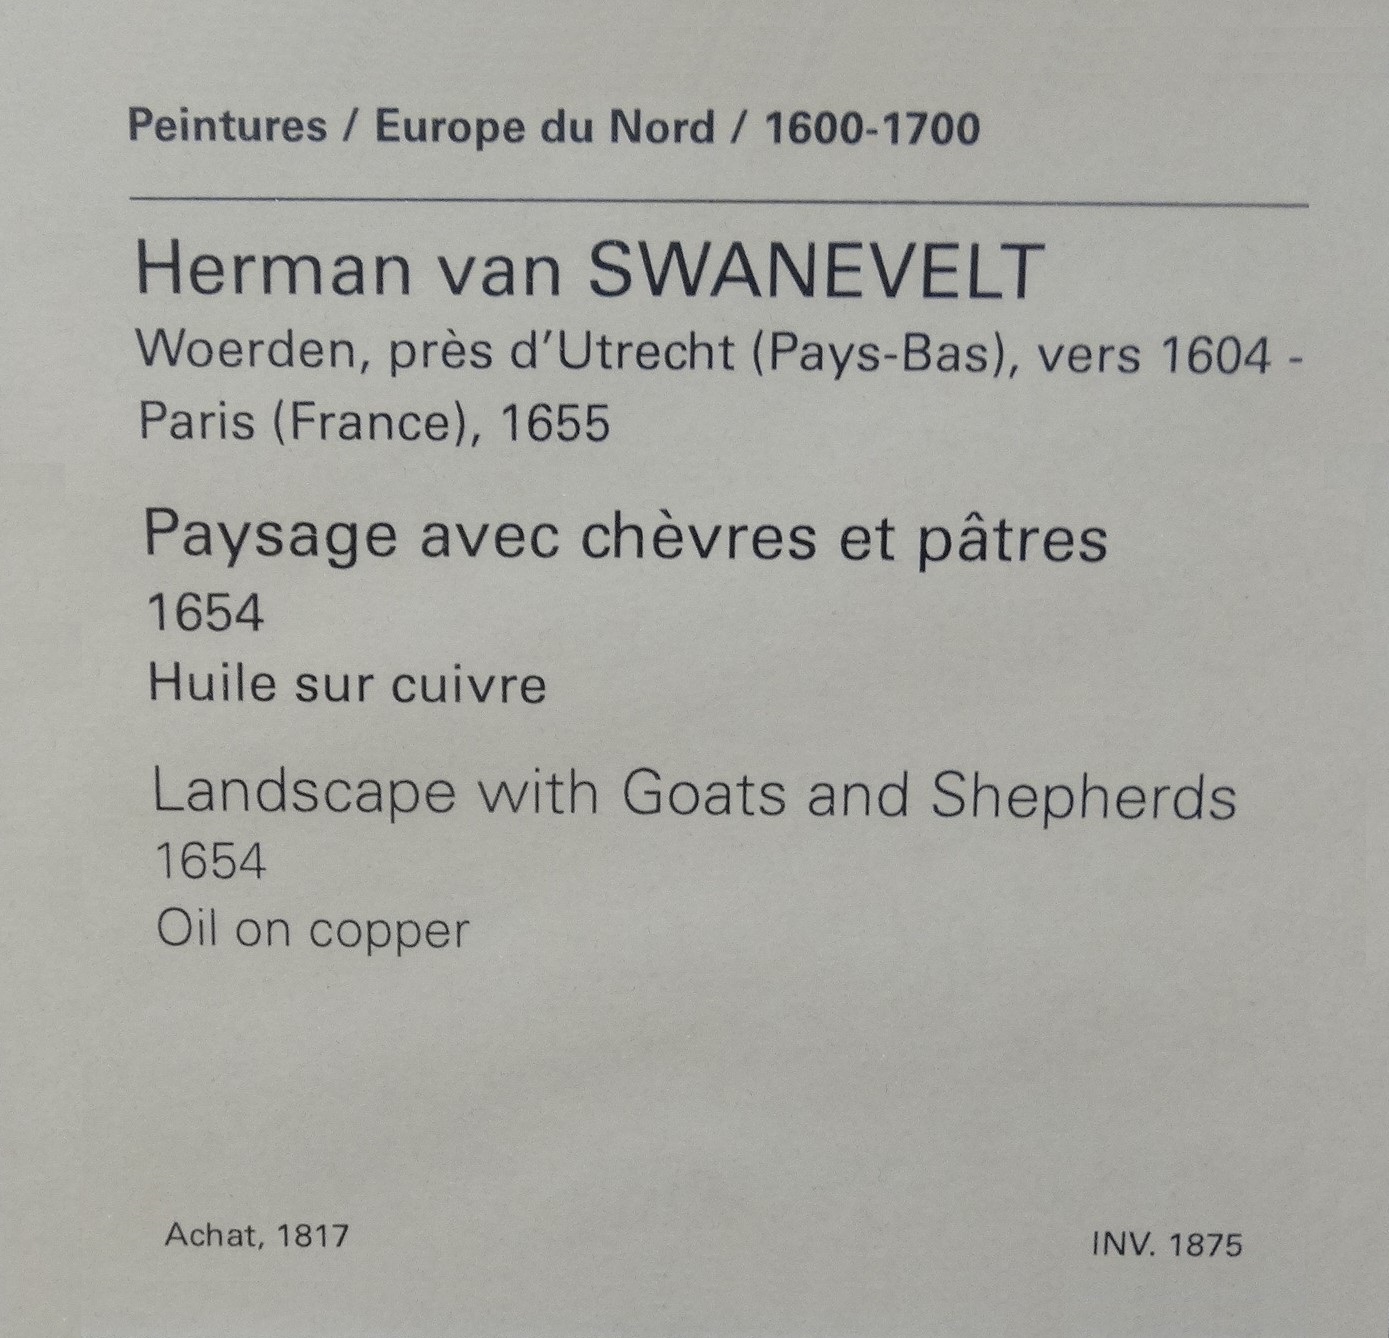 Peintures / Europe du Nord / 1600-1700
Herman van SWANEVELT
Woerden, près d'Utrecht (Pays-Bas), vers 1604 -
Paris (France), 1655
Paysage avec chèvres et pâtres
1654
Huile sur cuivre
Landscape with Goats and Shepherds
1654
Oil on copper
Achat, 1817
INV. 1875